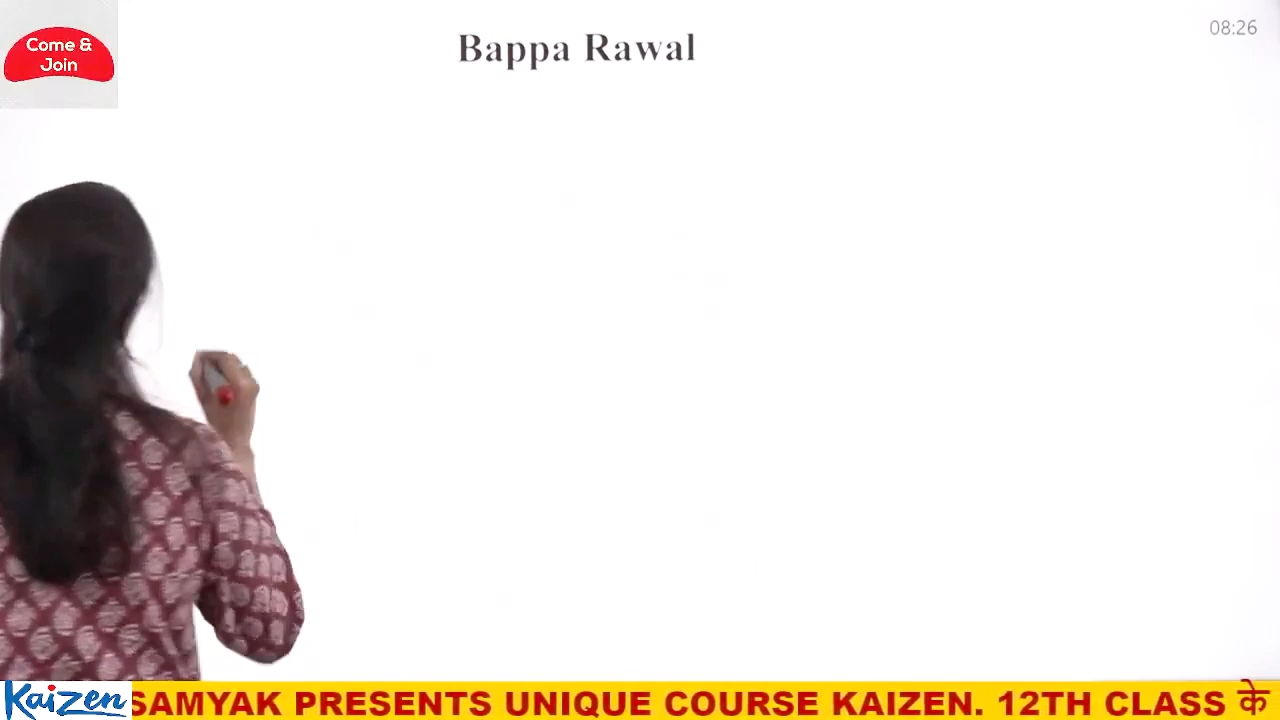 Come &
Join
Bappa Rawal
08:26
Kaizen
SAMYAK PRESENTS UNIQUE COURSE KAIZEN. 12TH CLASS के